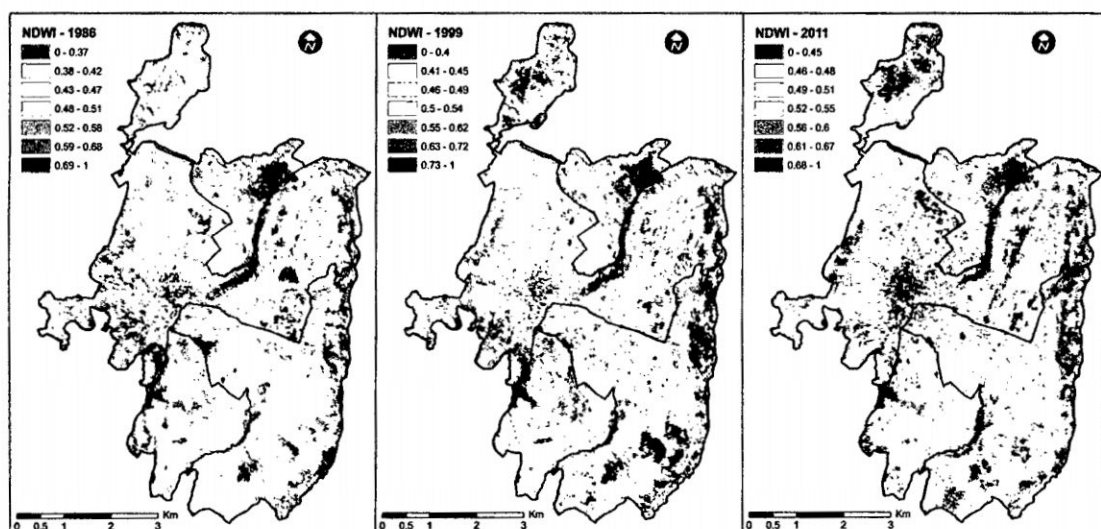 NDWI - 1986
N
0 - 0.37
0.38 - 0.42
0.43 - 0.47
0.48 - 0.51
0.52 - 0.58
0.59 - 0.68
0.69 - 1
0 0.5 1 2 3 Km
NDWI - 1999
N
0 - 0.4
0.41 - 0.45
0.46 - 0.49
0.5 - 0.54
0.55 - 0.62
0.63 - 0.72
0.73 - 1
0 0.5 1 2 3 Km
NDWI - 2011
N
0 - 0.45
0.46 - 0.48
0.49 - 0.51
0.52 - 0.55
0.56 - 0.6
0.61 - 0.67
0.68 - 1
0 0.5 1 2 3 Km